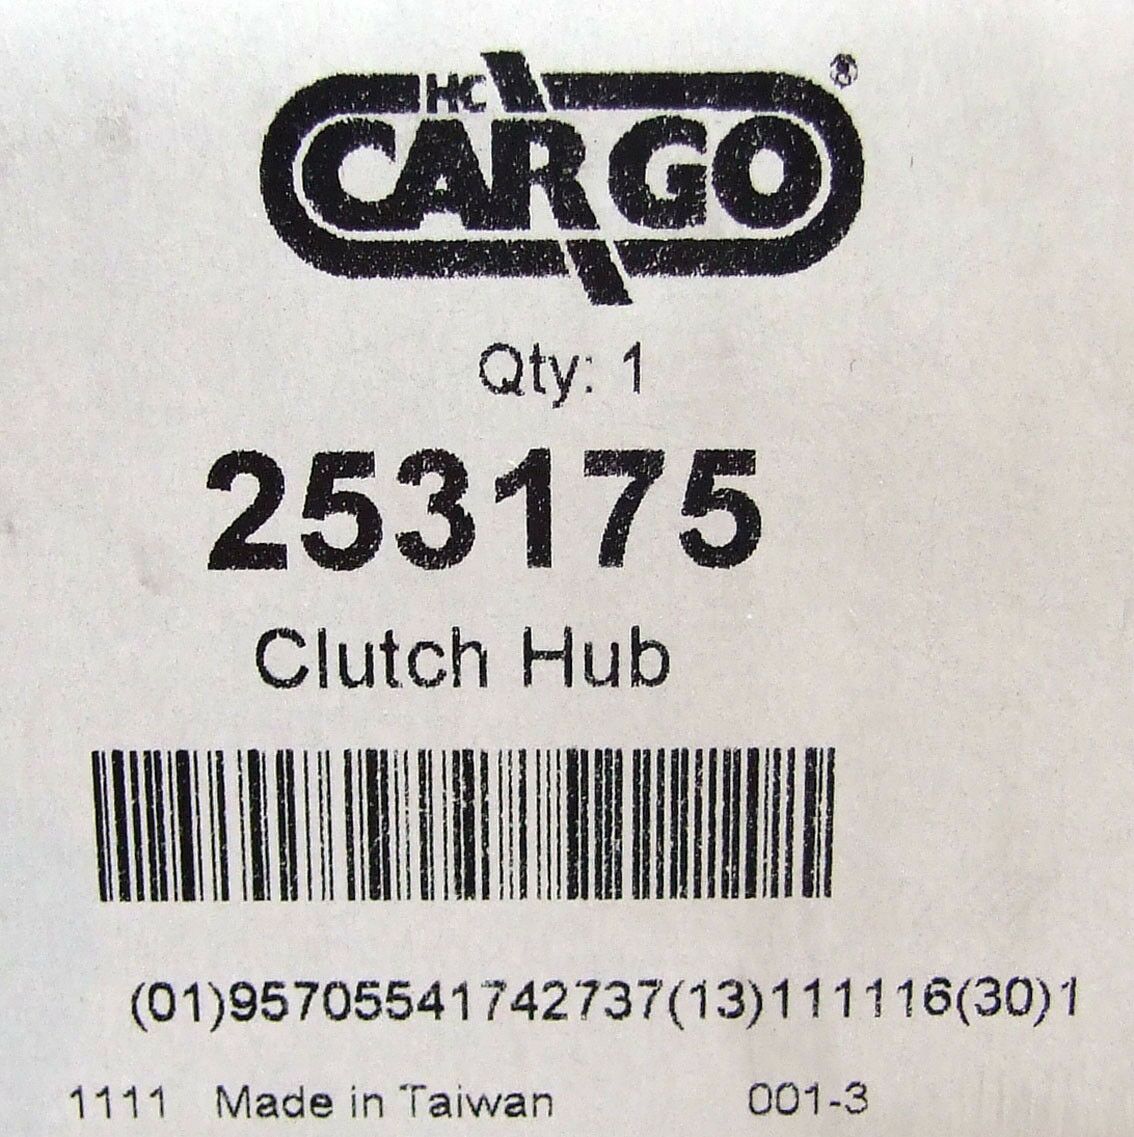 HC
CARGO®
Qty: 1
253175
Clutch Hub
(01)95705541742737(13)111116(30)1
1111 Made in Taiwan 001-3